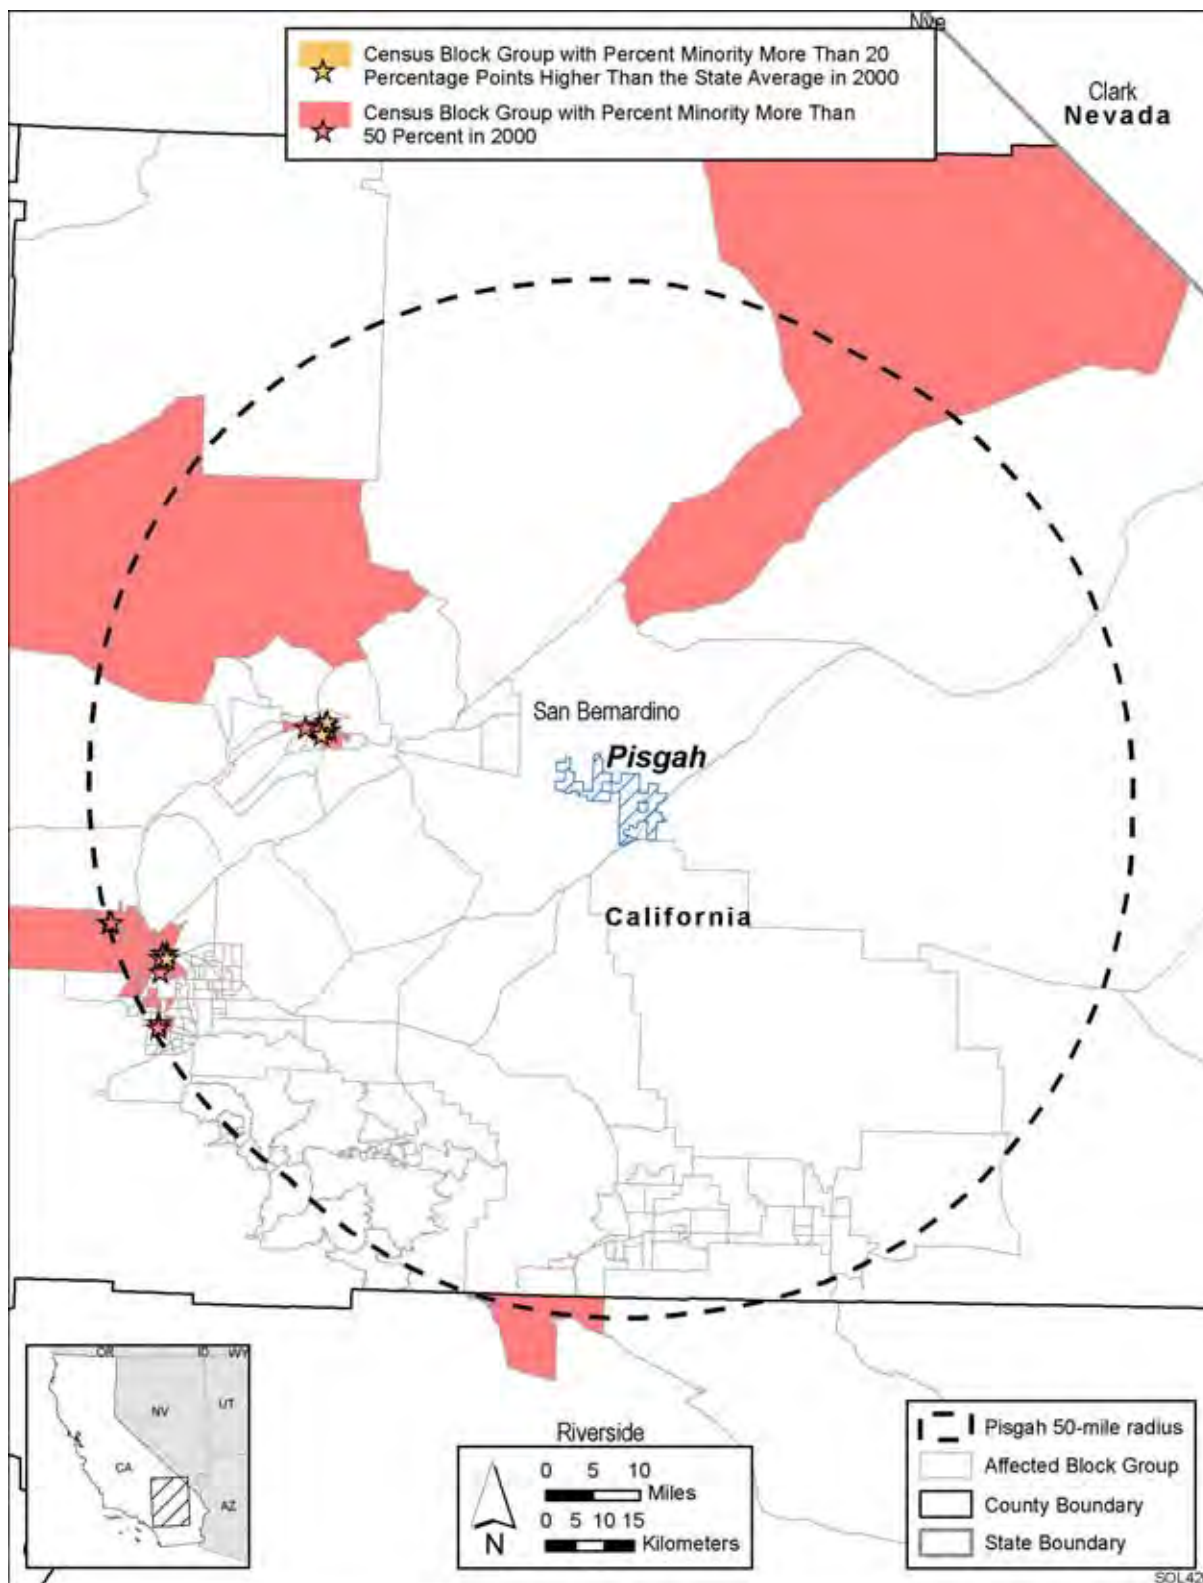 Nye
Census Block Group with Percent Minority More Than 20
Percentage Points Higher Than the State Average in 2000
Census Block Group with Percent Minority More Than
50 Percent in 2000
Clark
Nevada
San Bernardino
Pisgah
California
OR
ID
WY
NV
UT
CA
AZ
Riverside
0 5 10
Miles
0 5 10 15
Kilometers
N
Pisgah 50-mile radius
Affected Block Group
County Boundary
State Boundary